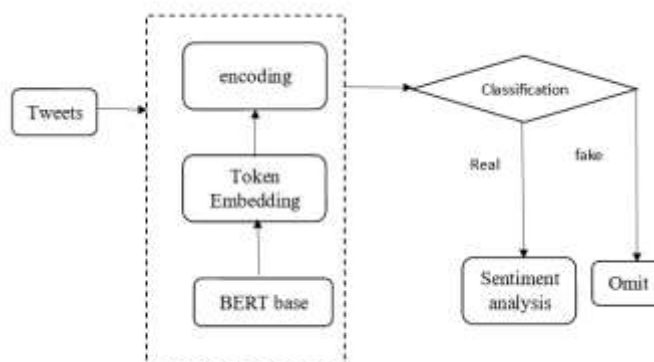 Tweets
encoding
Token
Embedding
BERT base
Classification
Real
fake
Sentiment
analysis
Omit